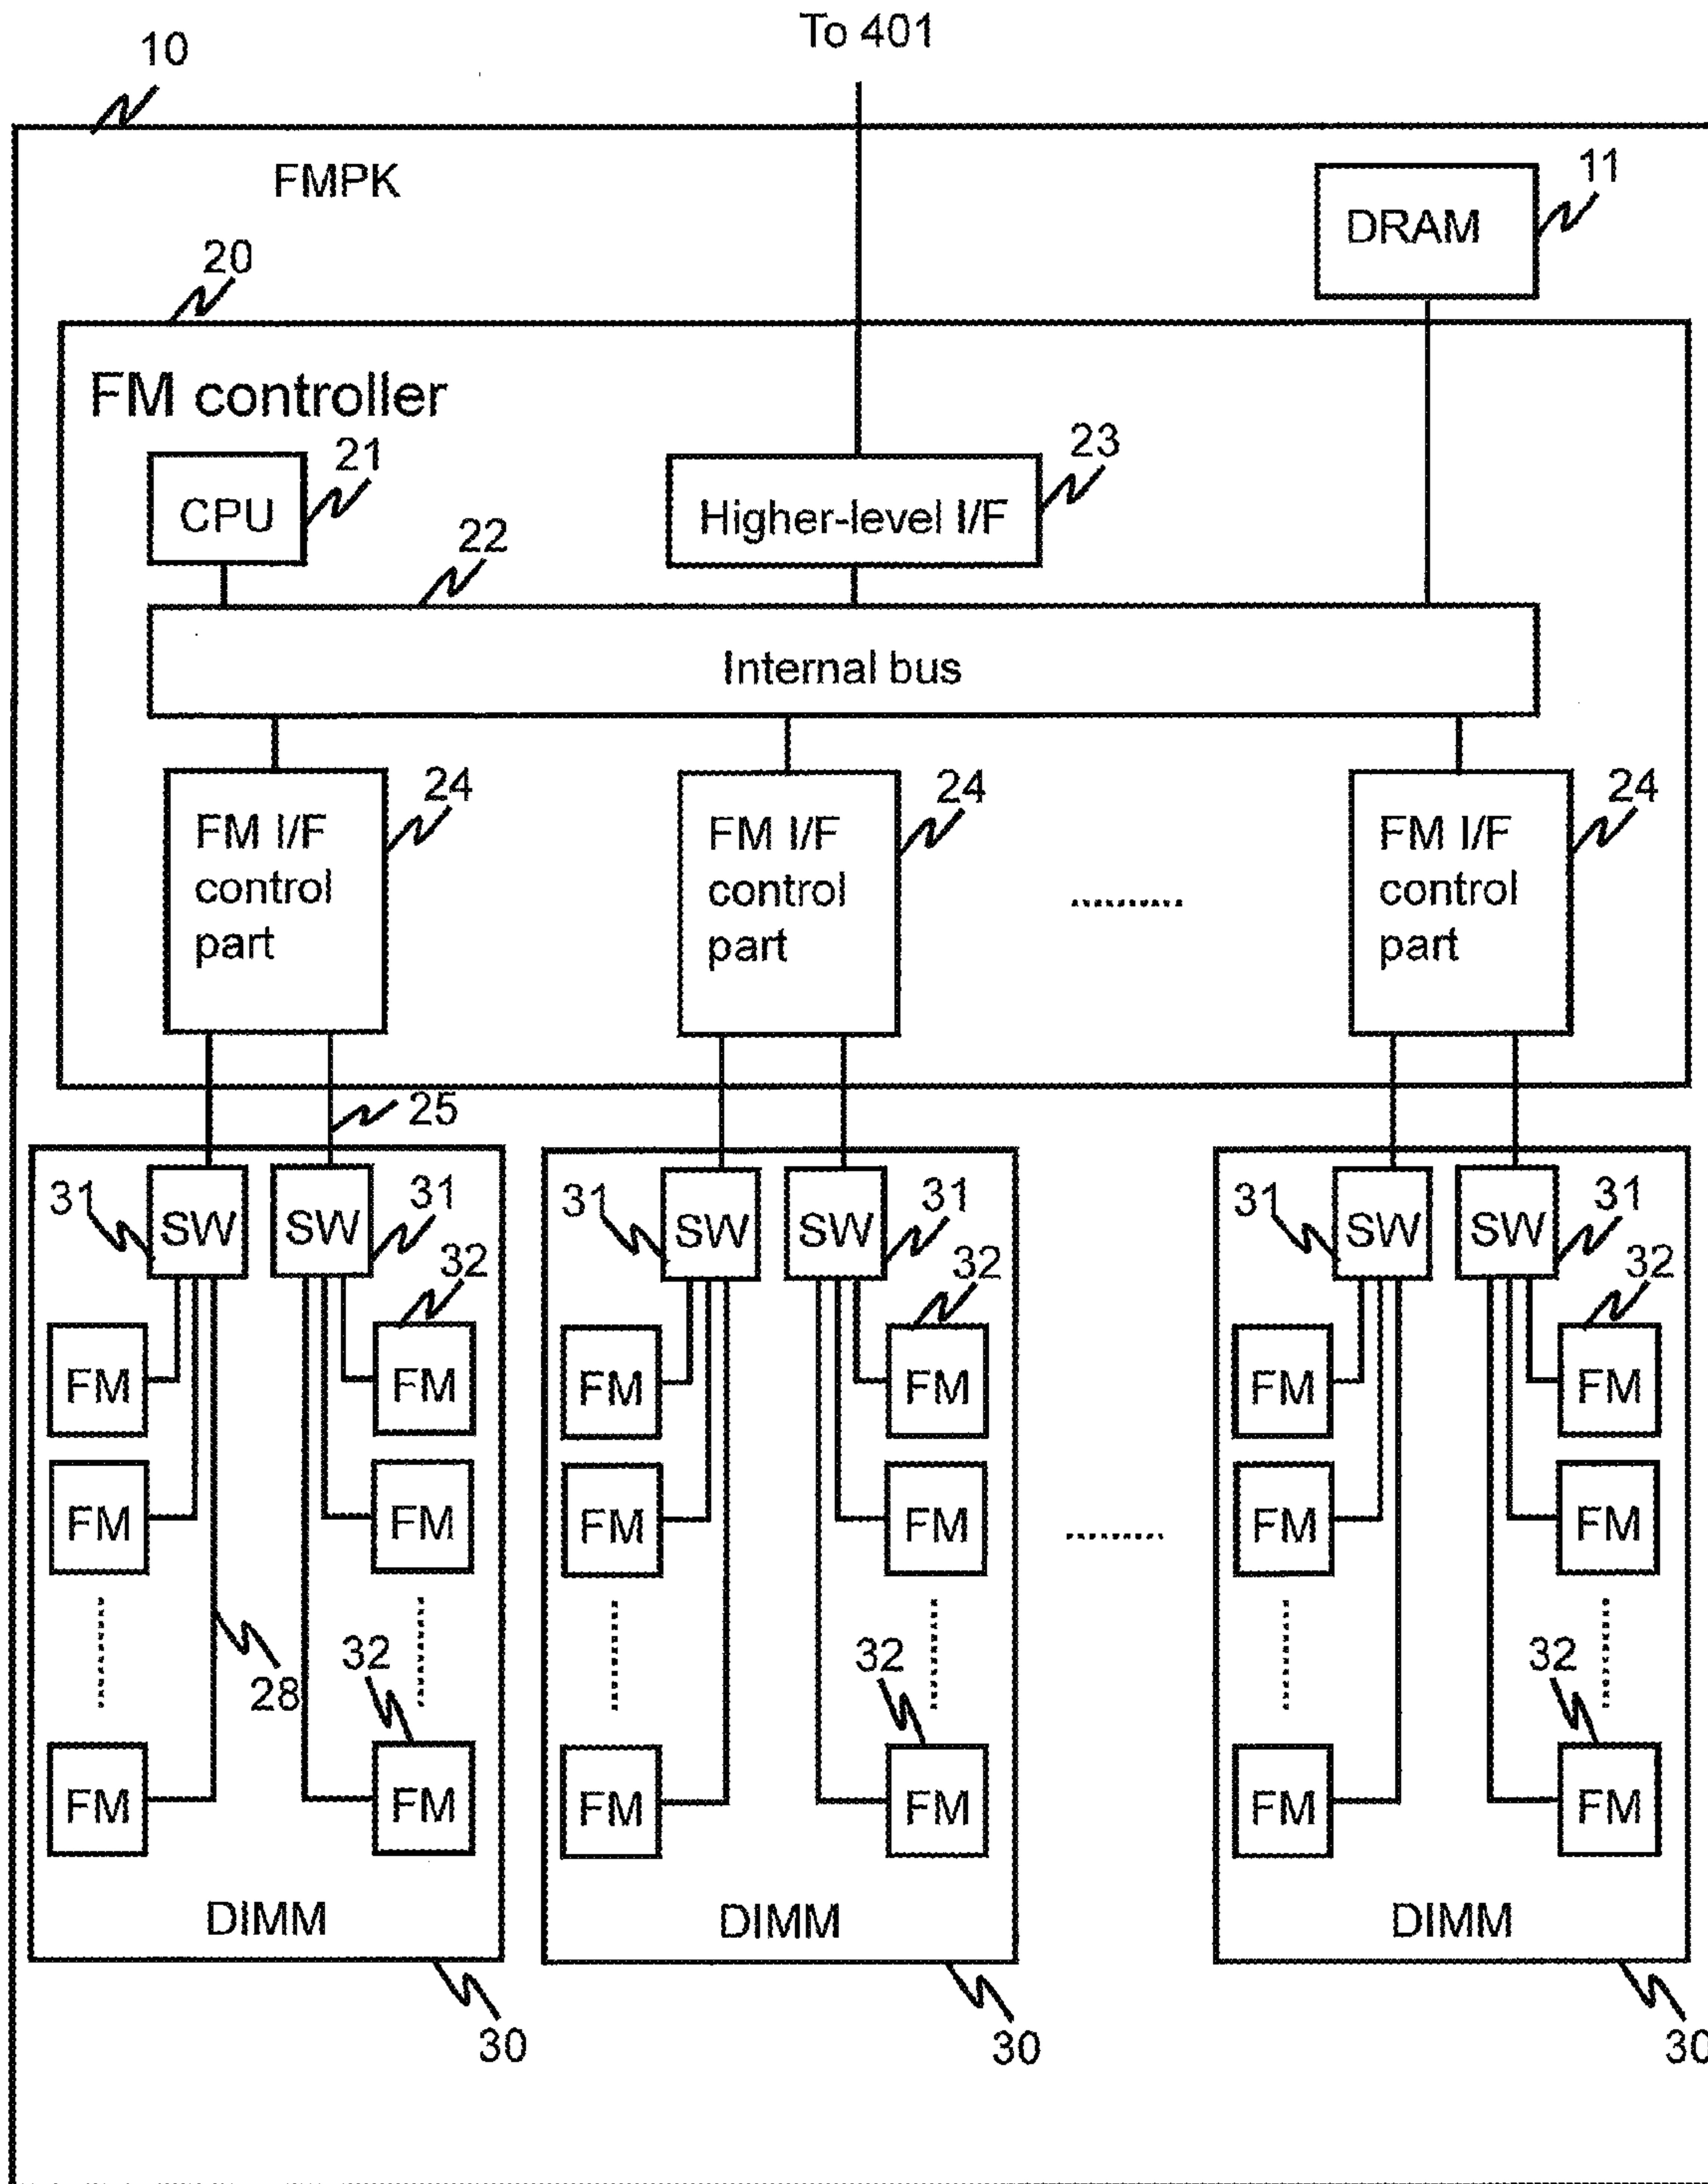 To 401
10
FMPK
11
DRAM
20
FM controller
21
CPU
23
Higher-level I/F
22
Internal bus
24
FM I/F
control
part
24
FM I/F
control
part
24
FM I/F
control
part
25
31
SW
SW
31
32
FM
FM
FM
FM
28
32
FM
FM
DIMM
30
31
SW
SW
31
32
FM
FM
FM
FM
32
FM
FM
DIMM
30
31
SW
SW
31
32
FM
FM
FM
FM
32
FM
FM
DIMM
30